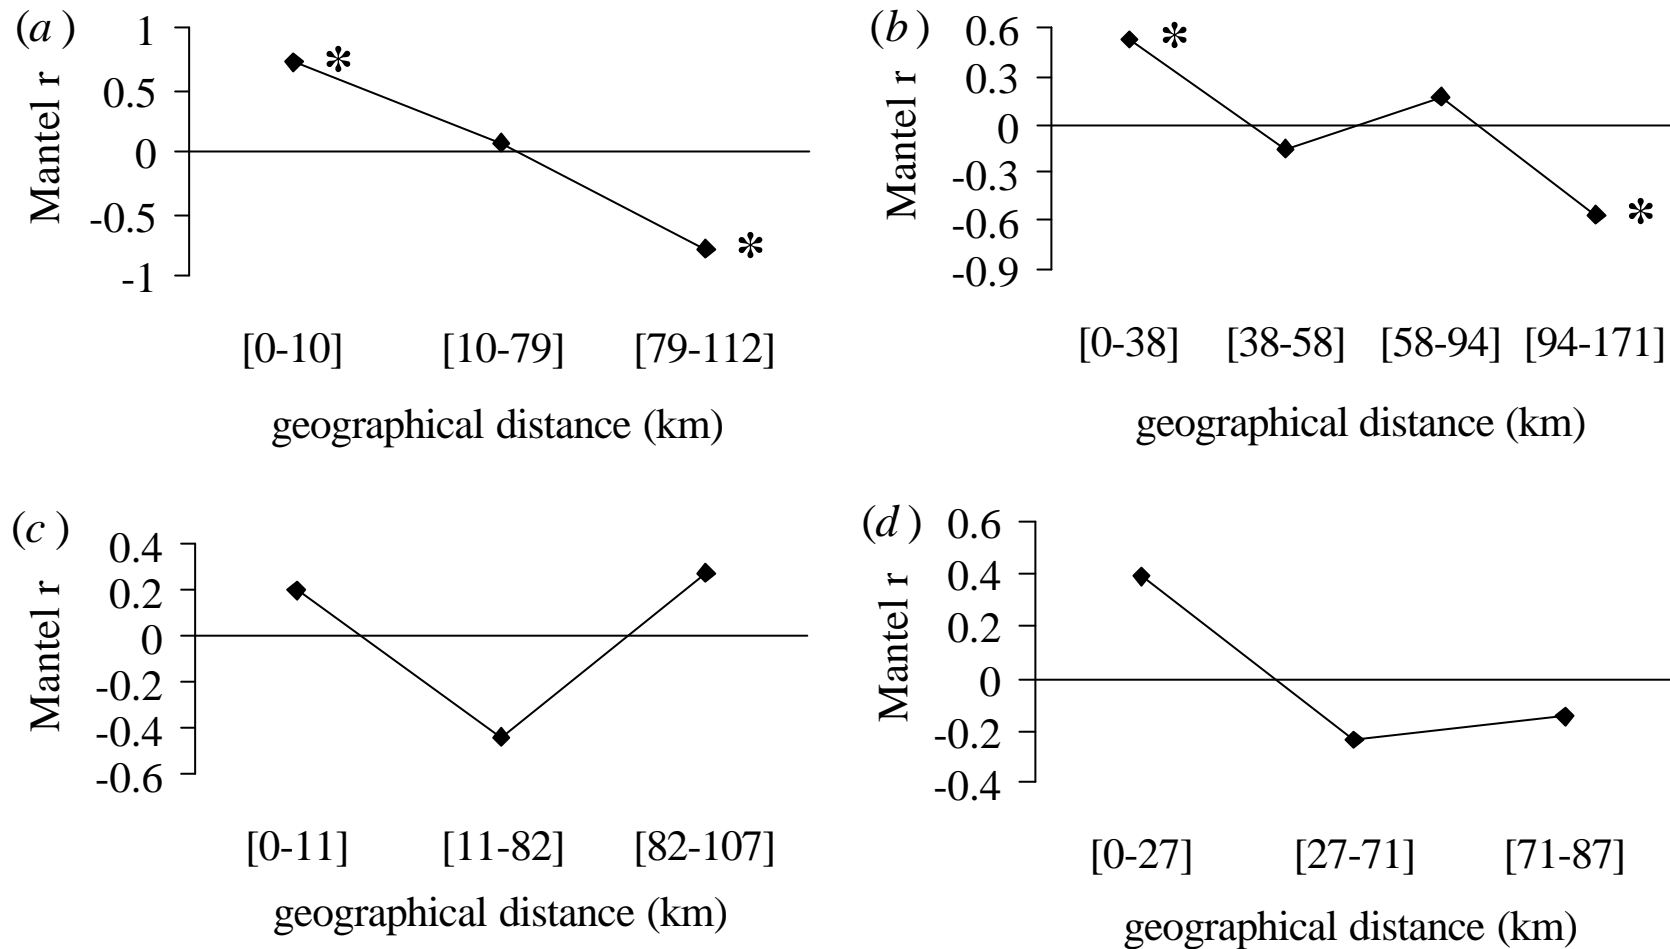 (a)
Mantel r
1
0.5
0
-0.5
-1
*
*
[0-10] [10-79] [79-112]
geographical distance (km)
(b)
Mantel r
0.6
0.3
0
-0.3
-0.6
-0.9
*
*
[0-38] [38-58] [58-94] [94-171]
geographical distance (km)
(c)
Mantel r
0.4
0.2
0
-0.2
-0.4
-0.6
[0-11] [11-82] [82-107]
geographical distance (km)
(d)
Mantel r
0.6
0.4
0.2
0
-0.2
-0.4
[0-27] [27-71] [71-87]
geographical distance (km)